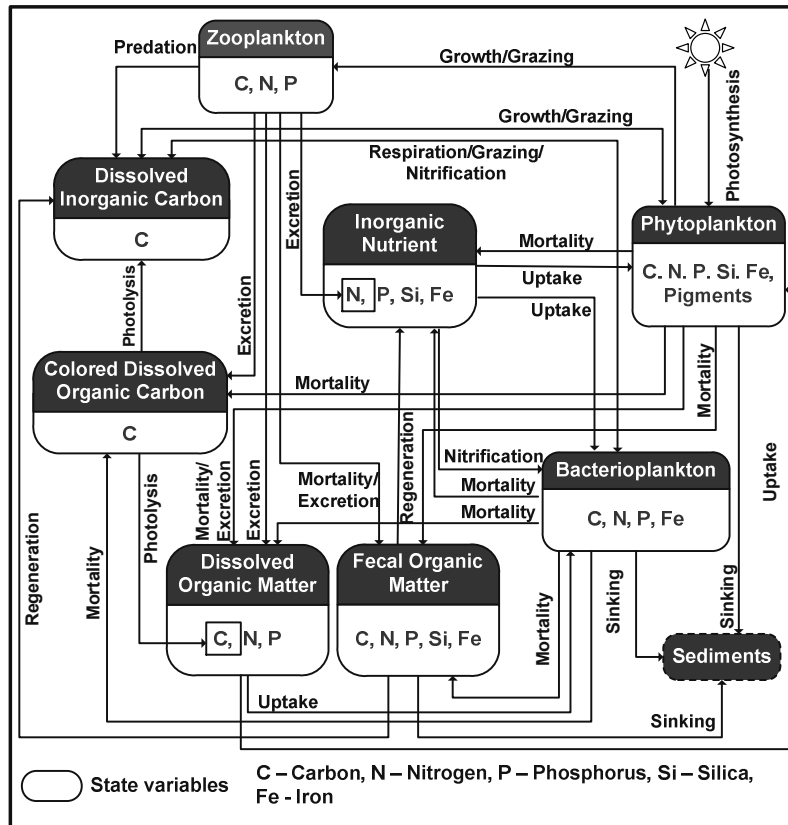 Zooplankton
C, N, P
Predation
Growth/Grazing
Growth/Grazing
Respiration/Grazing/
Nitrification
Photosynthesis
Dissolved
Inorganic Carbon
C
Excretion
Inorganic
Nutrient
N, P, Si, Fe
Mortality
Uptake
Uptake
Phytoplankton
C. N. P. Si. Fe,
Pigments
Photolysis
Excretion
Colored Dissolved
Organic Carbon
C
Mortality
Mortality
Regeneration
Nitrification
Mortality
Mortality
Bacterioplankton
C, N, P, Fe
Uptake
Regeneration
Mortality
Photolysis
Mortality/
Excretion
Excretion
Mortality/
Excretion
Dissolved
Organic Matter
C, N, P
Fecal Organic
Matter
C, N, P, Si, Fe
Mortality
Sinking
Sinking
Sediments
Uptake
Sinking
State variables
C – Carbon, N – Nitrogen, P – Phosphorus, Si – Silica,
Fe - Iron